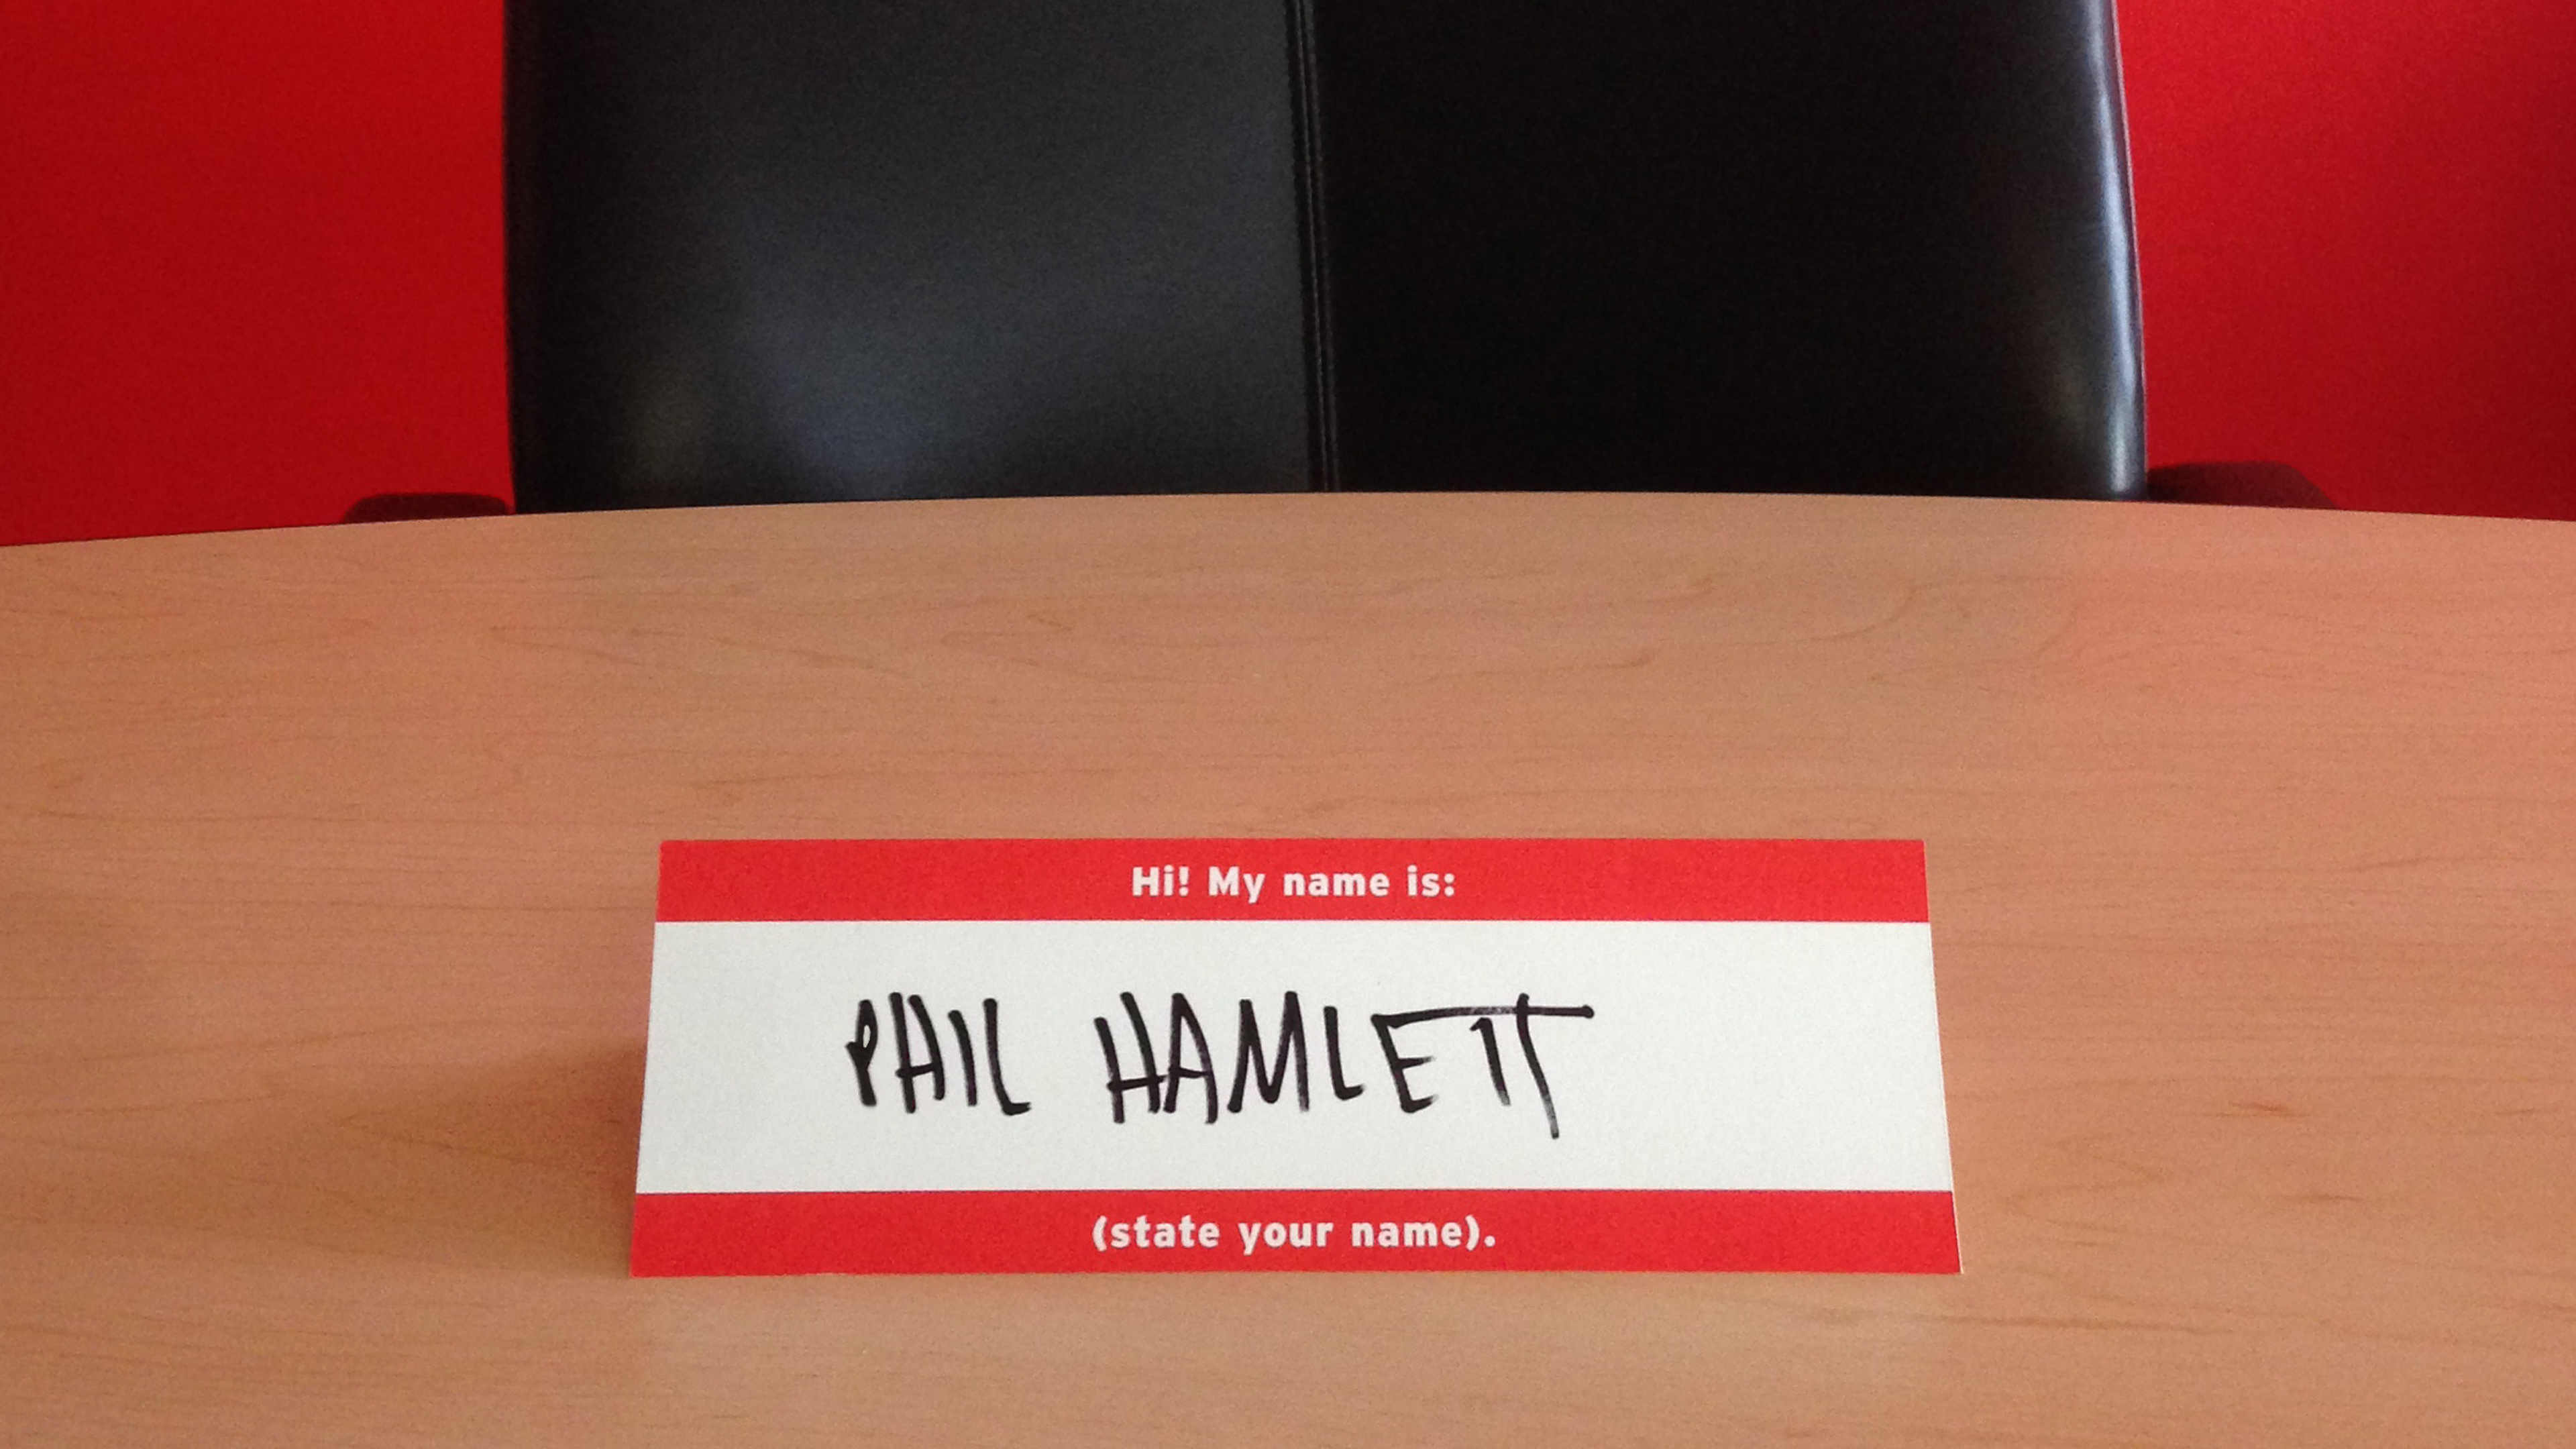 Hi! My name is:
PHIL HAMLETT
(state your name).